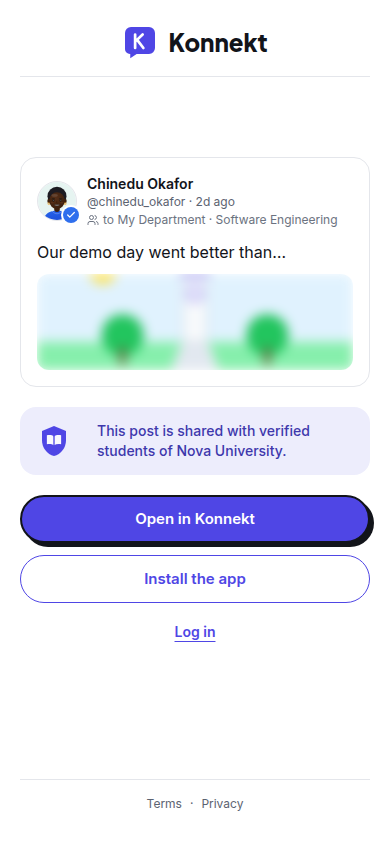 Konnekt
Chinedu Okafor
@chinedu_okafor · 2d ago
to My Department · Software Engineering
Our demo day went better than...
This post is shared with verified
students of Nova University.
Open in Konnekt
Install the app
Log in
Terms · Privacy